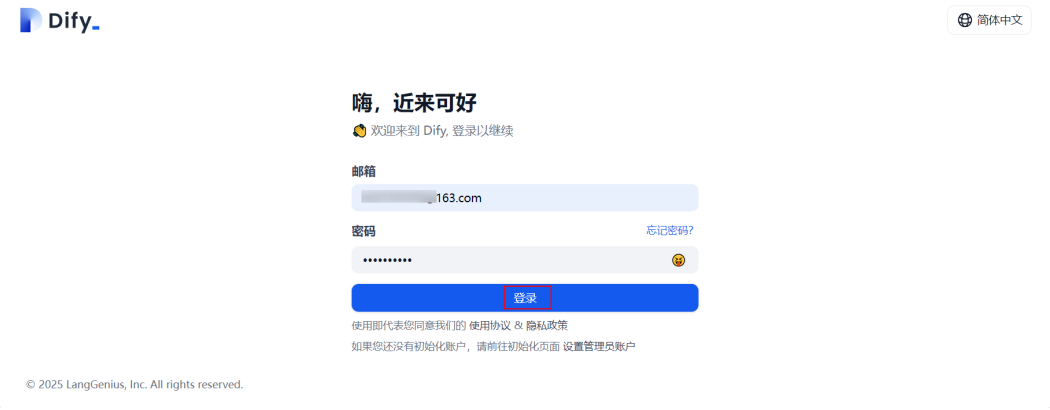 Dify_
简体中文
嗨，近来可好
👋 欢迎来到 Dify, 登录以继续
邮箱
163.com
密码 忘记密码?
••••••••••
登录
使用即代表您同意我们的 使用协议 & 隐私政策
如果您还没有初始化账户，请前往初始化页面 设置管理员账户
© 2025 LangGenius, Inc. All rights reserved.